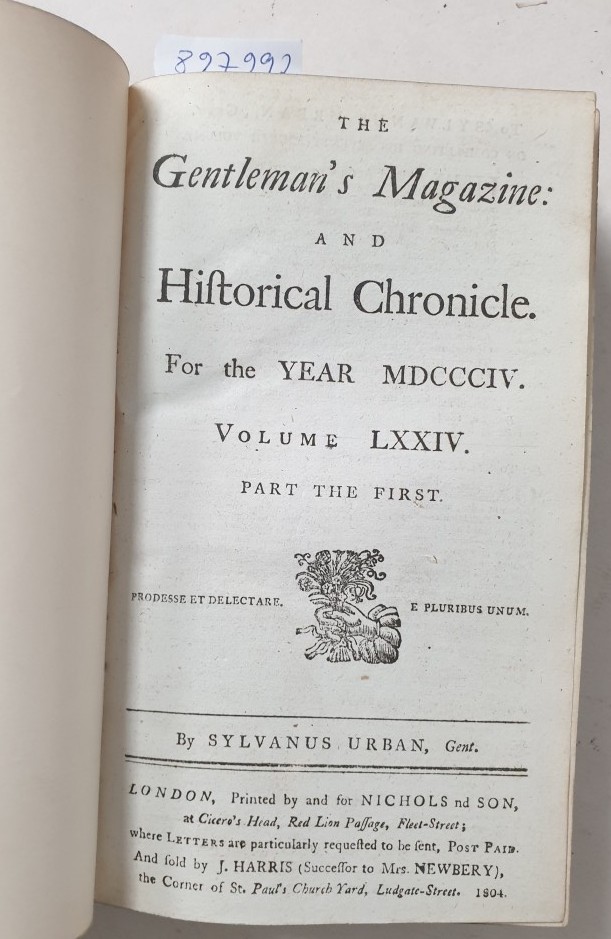 897992
THE
Gentleman's Magazine:
AND
Hiſtorical Chronicle.
For the YEAR MDCCCIV.
VOLUME LXXIV.
PART THE FIRST.
PRODESSE ET DELECTARE. E PLURIBUS UNUM.
By SYLVANUS URBAN, Gent.
LONDON, Printed by and for NICHOLS nd SON,
at Cicero's Head, Red Lion Paſſage, Fleet-Street;
where LETTERS are particularly requeſted to be ſent, POST PAID.
And ſold by J. HARRIS (Succeſſor to Mrs. NEWBERY),
the Corner of St. Paul's Church Yard, Ludgate-Street. 1804.